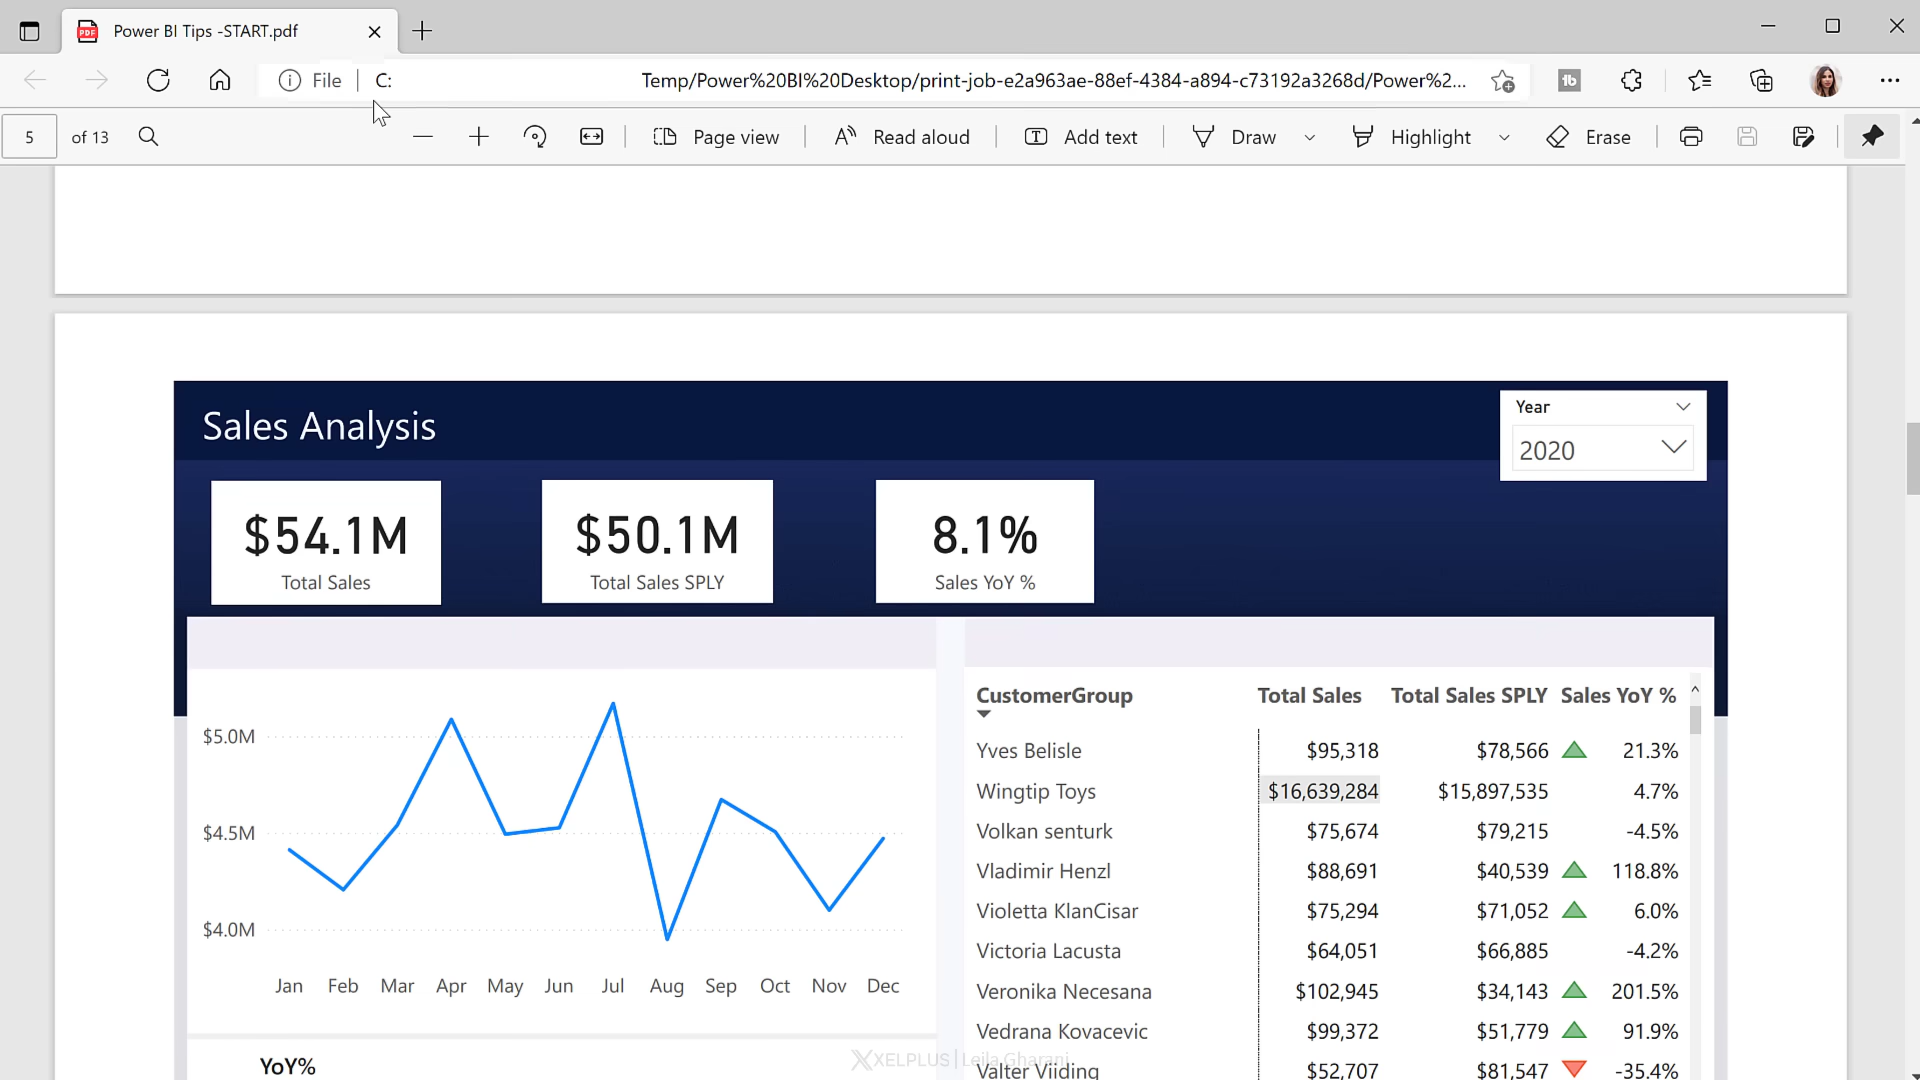 Power BI Tips -START.pdf
File
C:
Temp/Power%20BI%20Desktop/print-job-e2a963ae-88ef-4384-a894-c73192a3268d/Power%2...
5 of 13
Page view
Read aloud
Add text
Draw
Highlight
Erase
Sales Analysis
Year
2020
$54.1M
Total Sales
$50.1M
Total Sales SPLY
8.1%
Sales YoY %
$5.0M
$4.5M
$4.0M
Jan Feb Mar Apr May Jun Jul Aug Sep Oct Nov Dec
YoY%
CustomerGroup Total Sales Total Sales SPLY Sales YoY %
Yves Belisle $95,318 $78,566 21.3%
Wingtip Toys $16,639,284 $15,897,535 4.7%
Volkan senturk $75,674 $79,215 -4.5%
Vladimir Henzl $88,691 $40,539 118.8%
Violetta KlanCisar $75,294 $71,052 6.0%
Victoria Lacusta $64,051 $66,885 -4.2%
Veronika Necesana $102,945 $34,143 201.5%
Vedrana Kovacevic $99,372 $51,779 91.9%
Valter Viiding $52,707 $81,547 -35.4%
XELPLUS | Leila Gharani